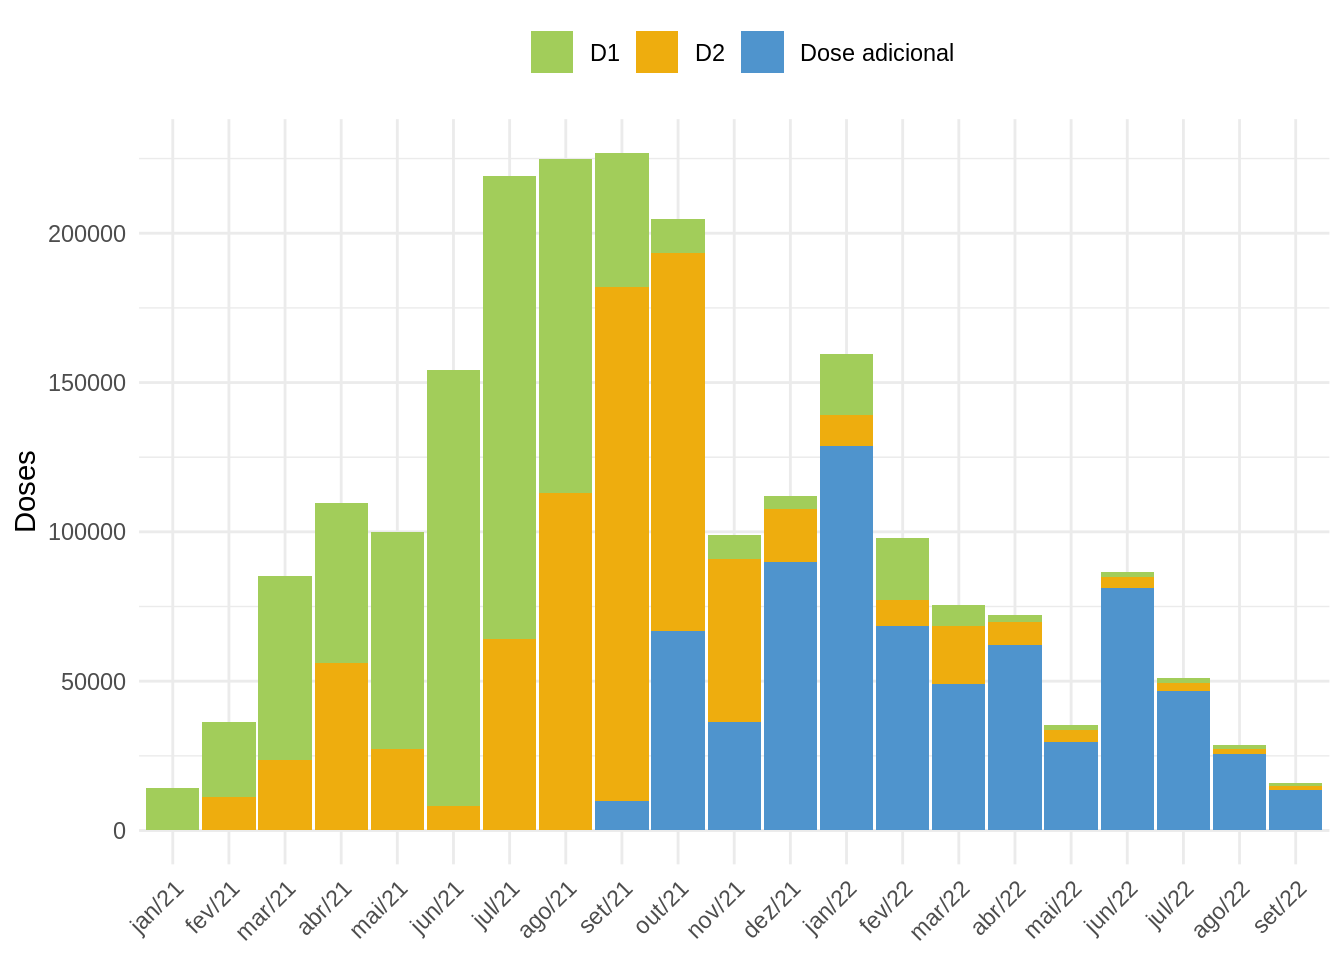 D1 D2 Dose adicional
Doses
200000
150000
100000
50000
0
jan/21 fev/21 mar/21 abr/21 mai/21 jun/21 jul/21 ago/21 set/21 out/21 nov/21 dez/21 jan/22 fev/22 mar/22 abr/22 mai/22 jun/22 jul/22 ago/22 set/22